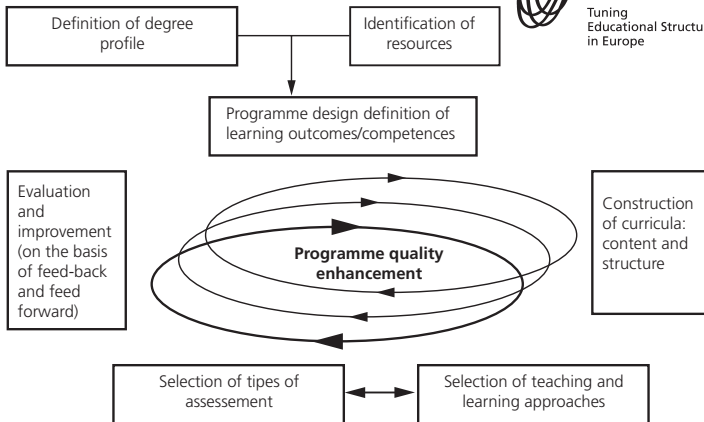 Definition of degree
profile
Identification of
resources
Tuning
Educational Structu
in Europe
Programme design definition of
learning outcomes/competences
Evaluation
and
improvement
(on the basis
of feed-back
and feed
forward)
Programme quality
enhancement
Construction
of curricula:
content and
structure
Selection of tipes of
assessement
Selection of teaching and
learning approaches